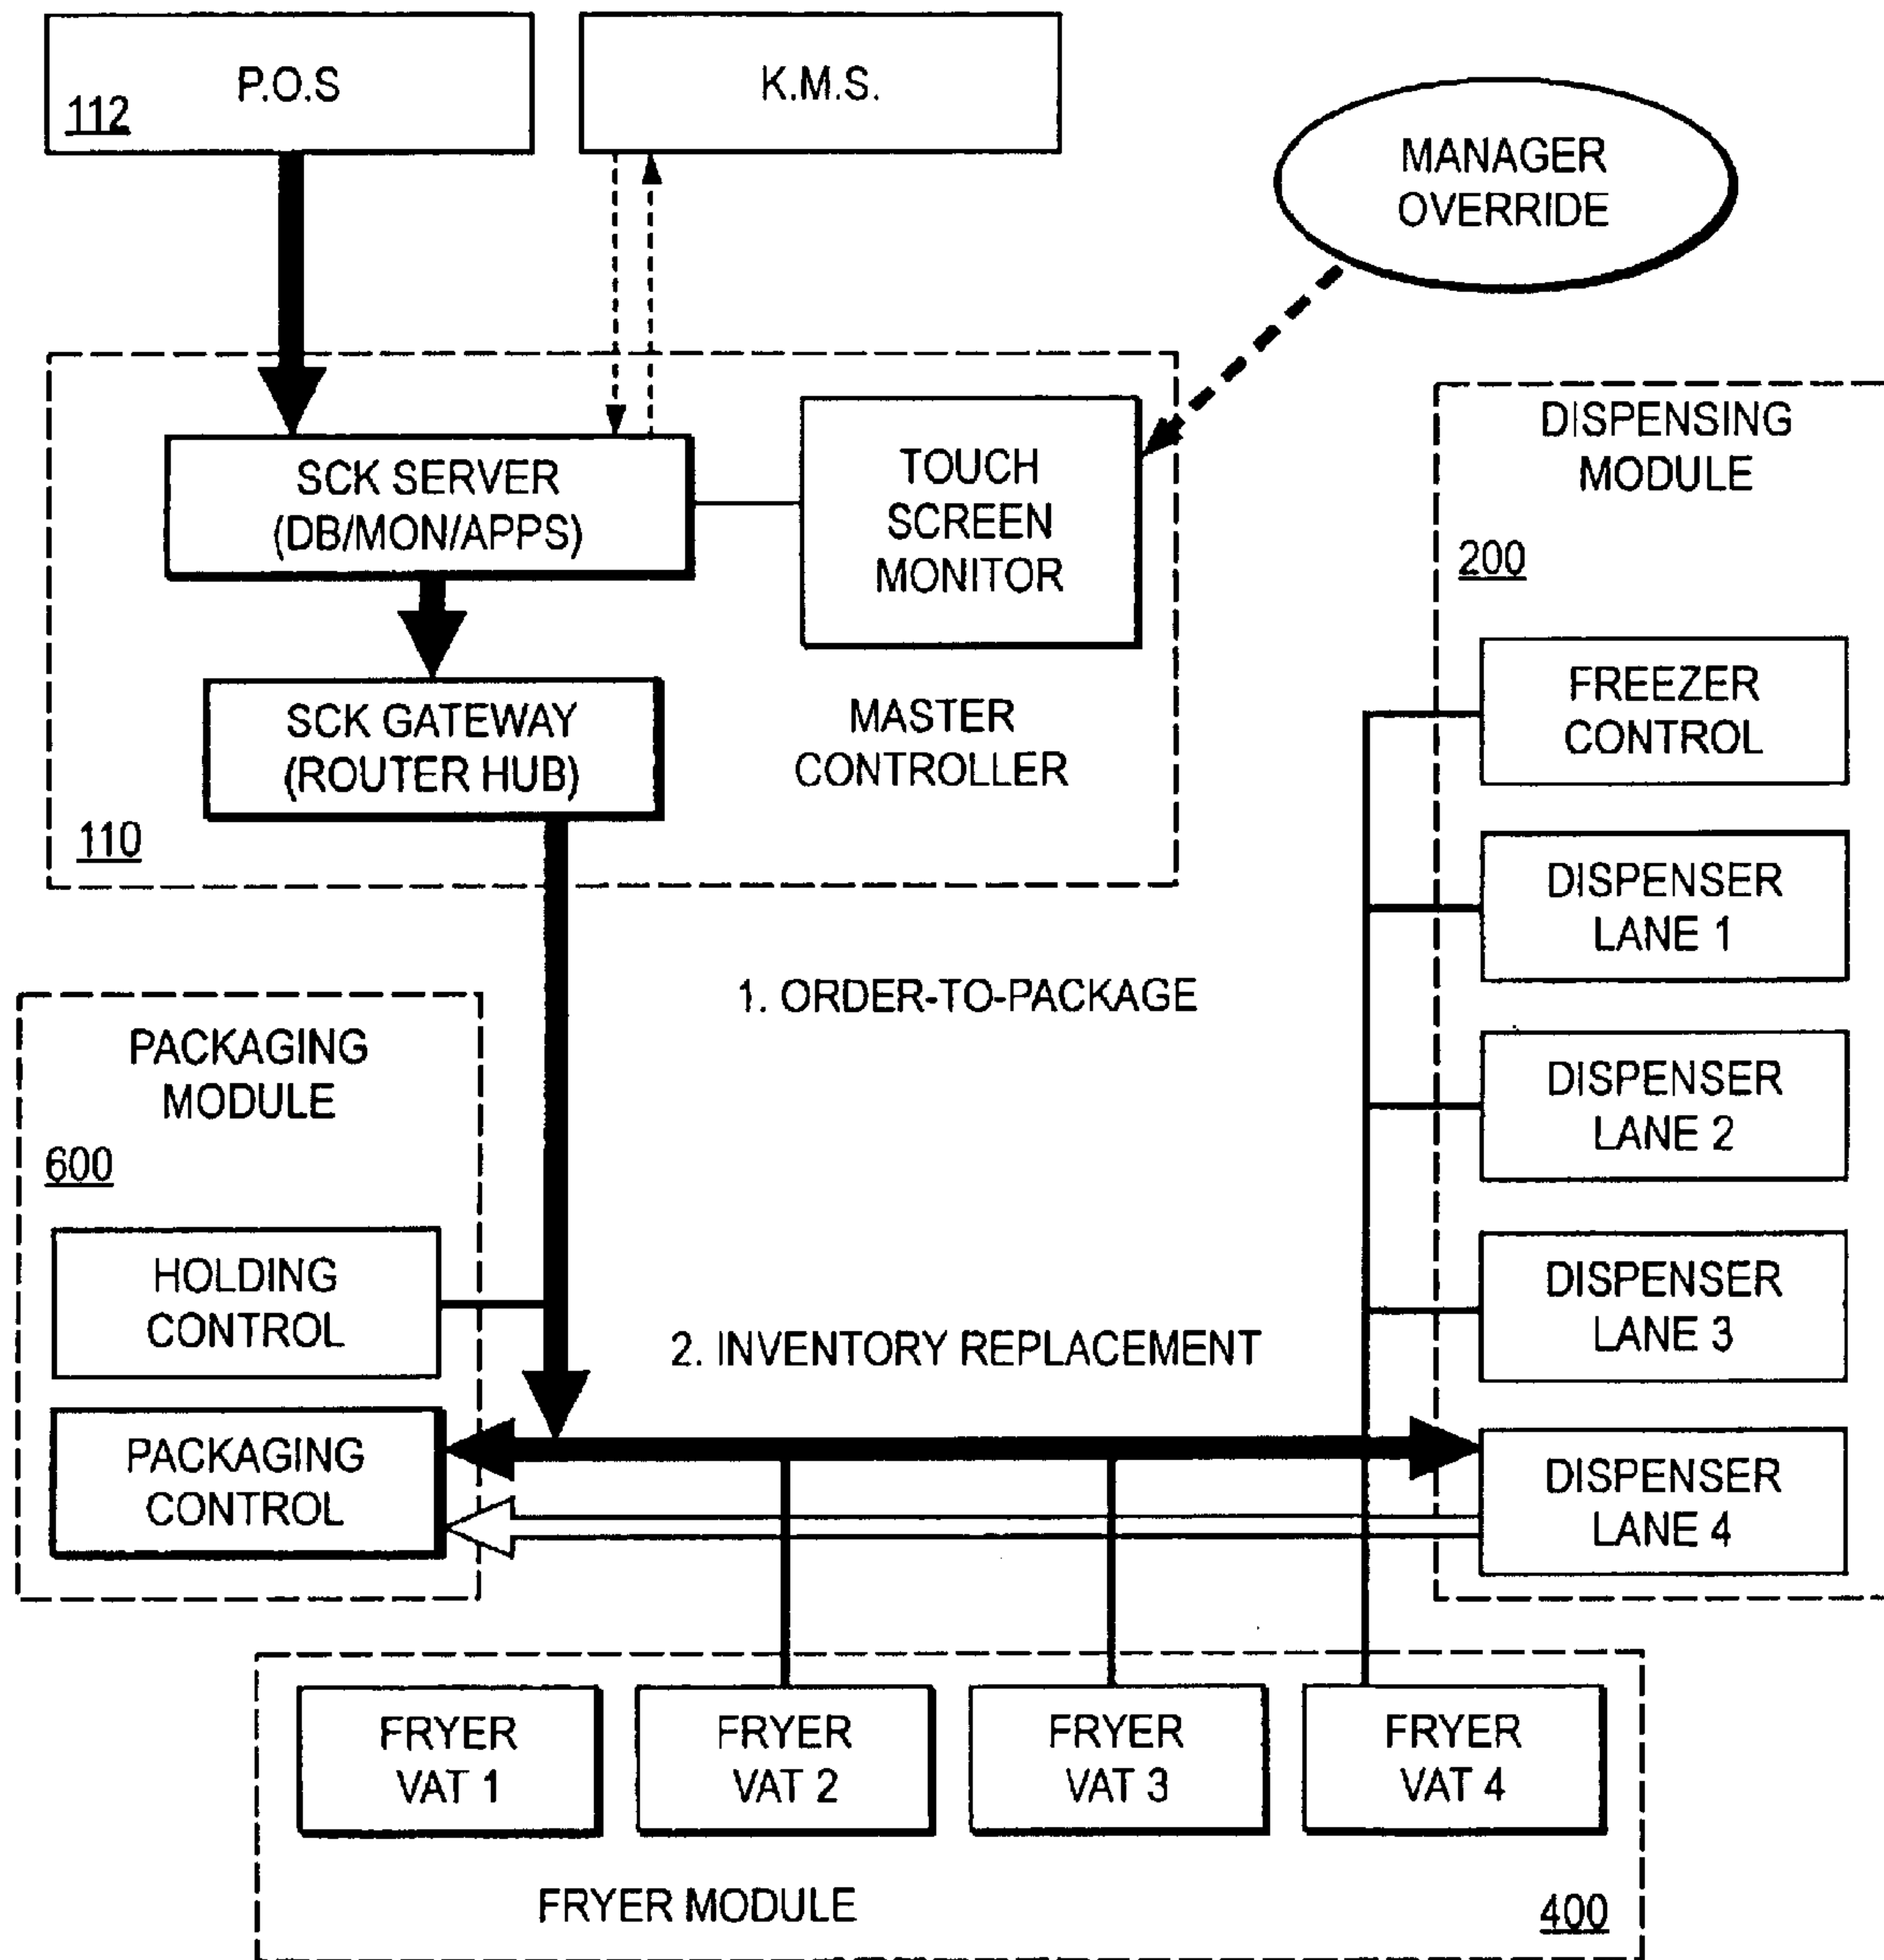 P.O.S
112
K.M.S.
MANAGER
OVERRIDE
SCK SERVER
(DB/MON/APPS)
TOUCH
SCREEN
MONITOR
SCK GATEWAY
(ROUTER HUB)
MASTER
CONTROLLER
110
DISPENSING
MODULE
200
FREEZER
CONTROL
DISPENSER
LANE 1
DISPENSER
LANE 2
DISPENSER
LANE 3
DISPENSER
LANE 4
1. ORDER-TO-PACKAGE
2. INVENTORY REPLACEMENT
PACKAGING
MODULE
600
HOLDING
CONTROL
PACKAGING
CONTROL
FRYER
VAT 1
FRYER
VAT 2
FRYER
VAT 3
FRYER
VAT 4
FRYER MODULE
400